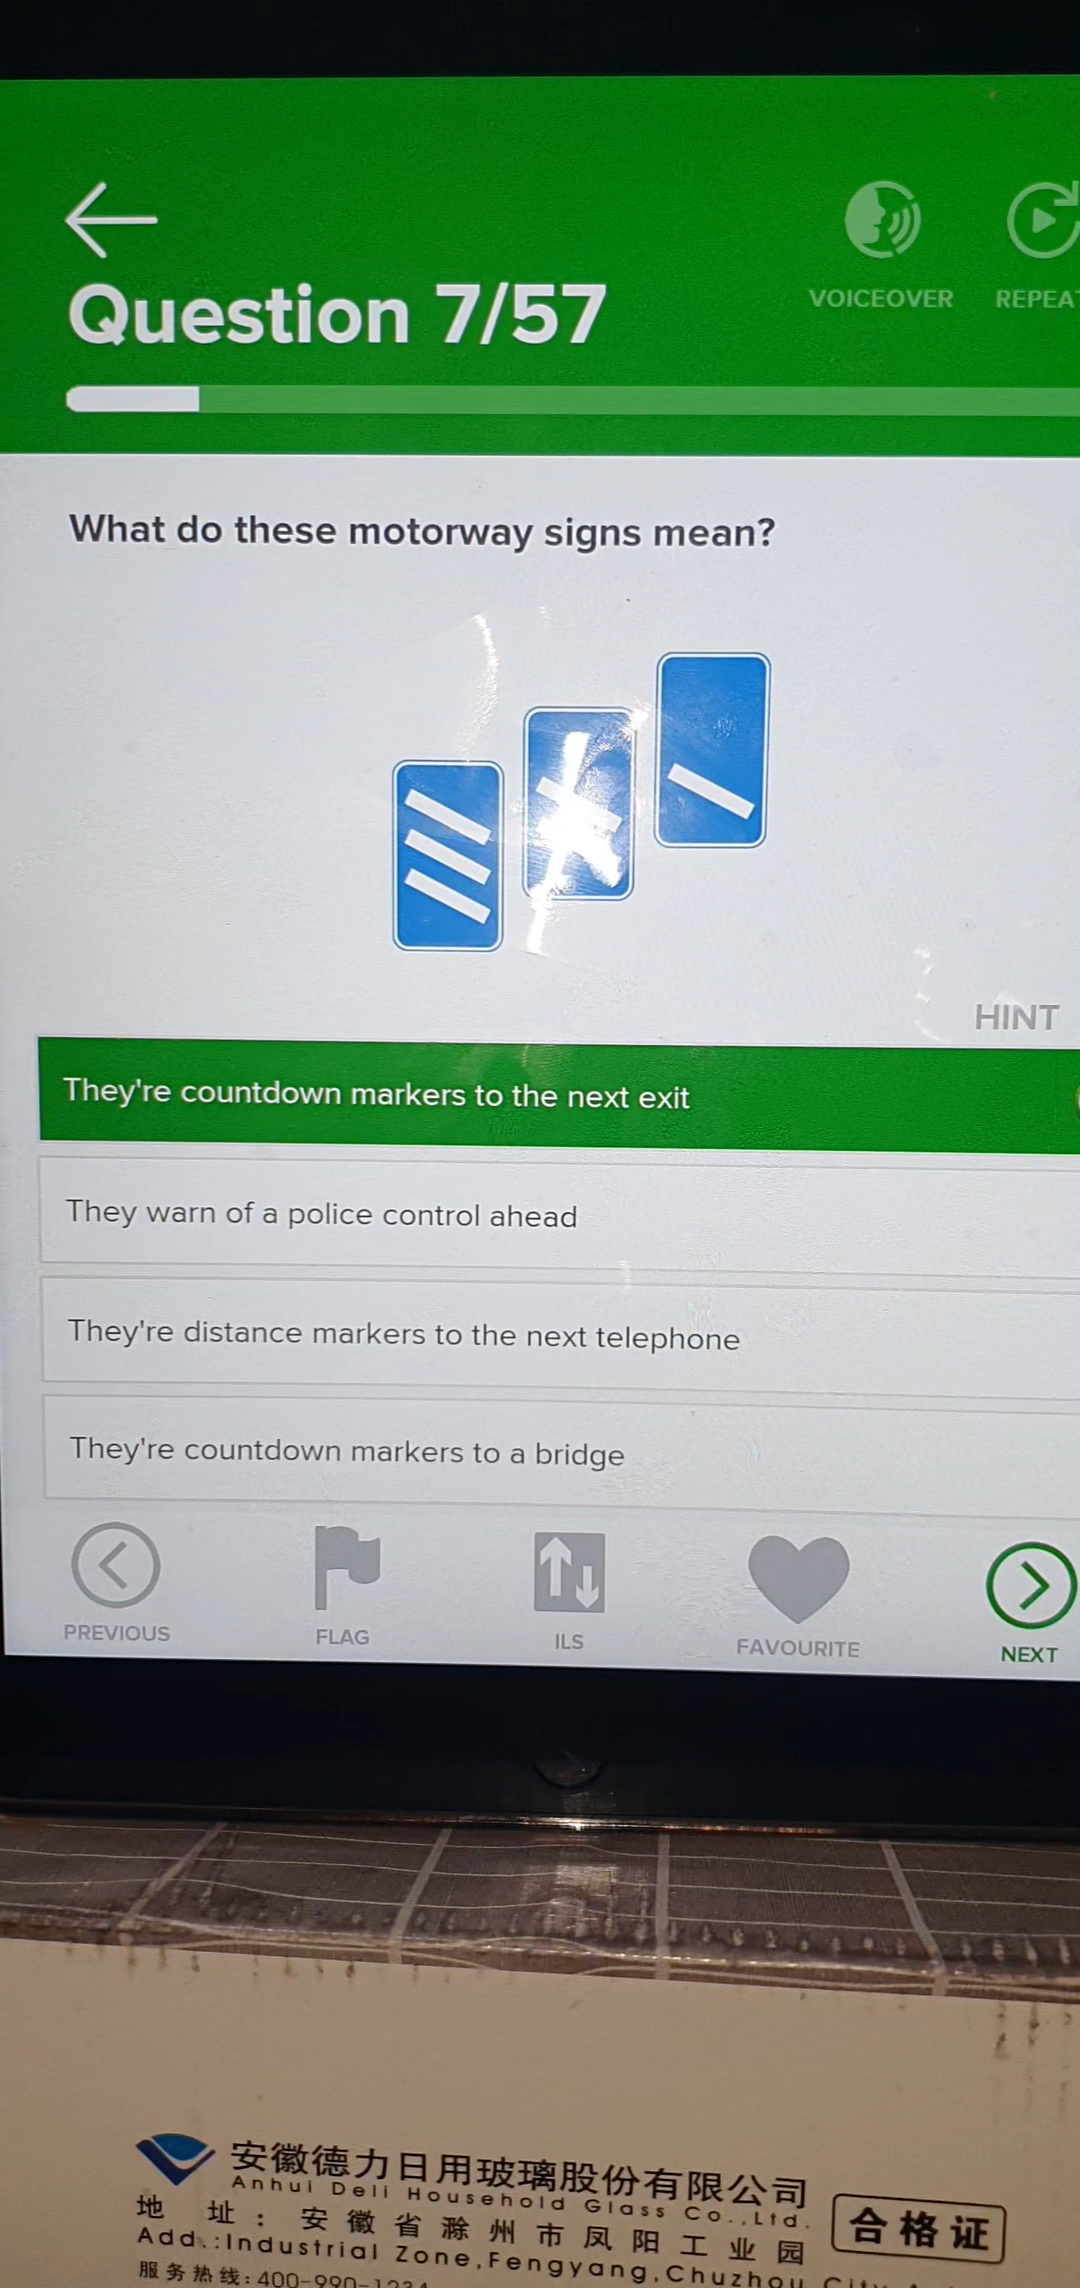 Question 7/57
VOICEOVER
What do these motorway signs mean?
HINT
They're countdown markers to the next exit
They warn of a police control ahead
They're distance markers to the next telephone
They're countdown markers to a bridge
PREVIOUS
FLAG
ILS
FAVOURITE
NEXT
安徽德力日用玻璃股份有限公司
Anhui Deli Household Glass Co.,Ltd.
地 址：安徽省滁州市凤阳工业园
合格证
Add.:Industrial Zone,Fengyang,Chuzhou
服务热线:400-990-